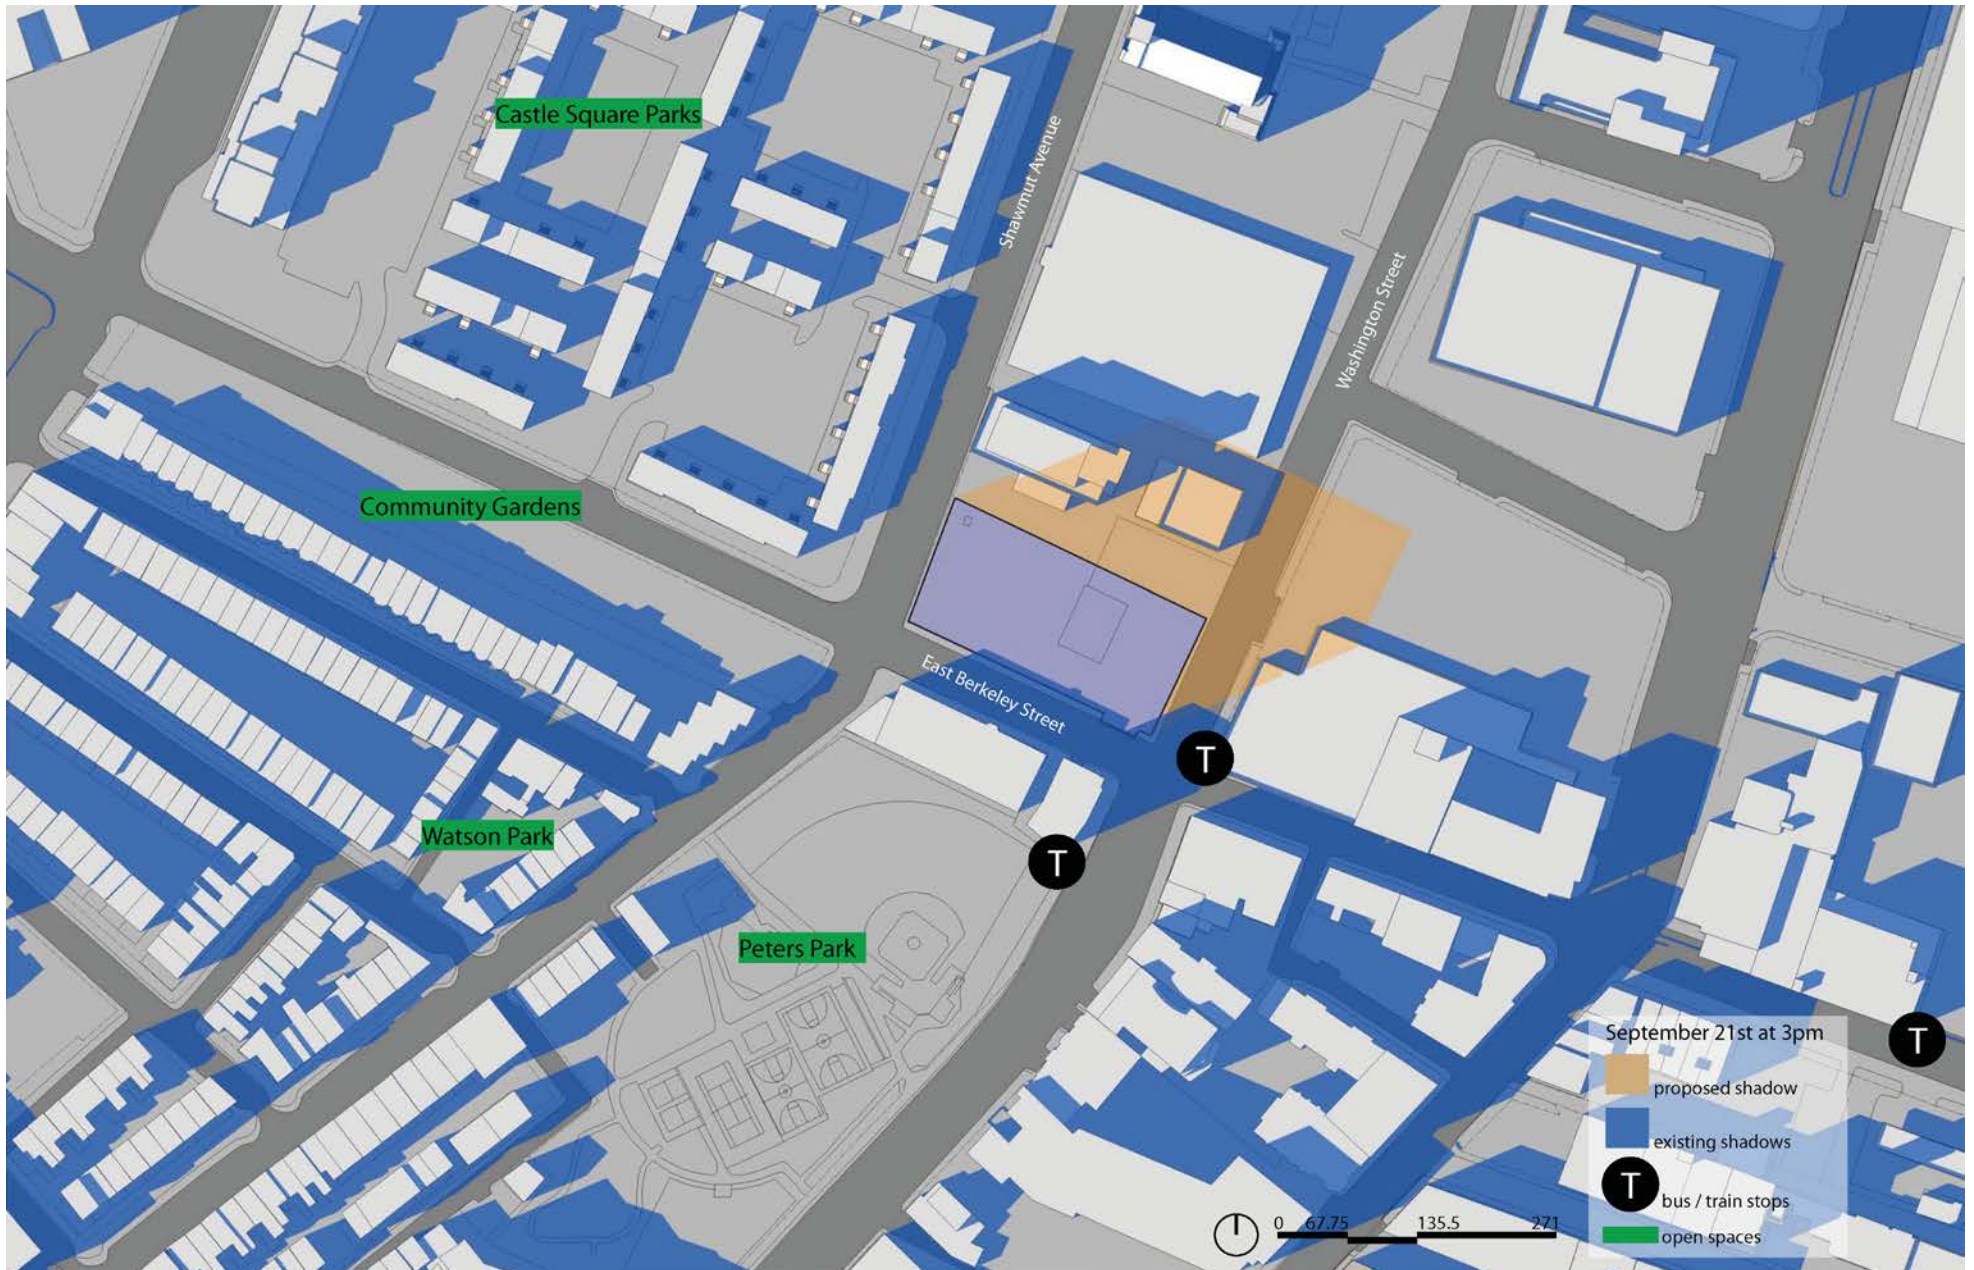 Castle Square Parks
Shawmut Avenue
Washington Street
Community Gardens
East Berkeley Street
T
Watson Park
T
Peters Park
September 21st at 3pm
proposed shadow
existing shadows
T
bus / train stops
open spaces
T
0 67.75 135.5 271